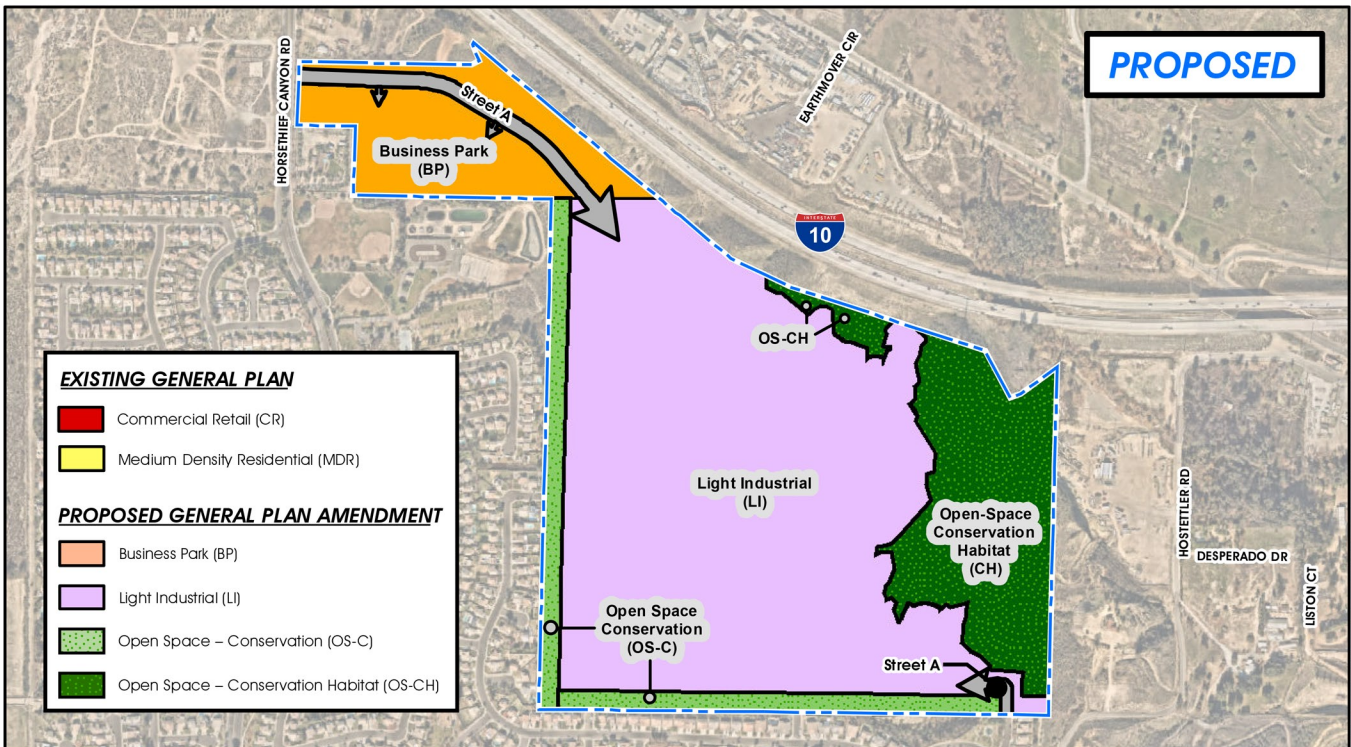 PROPOSED
HORSETHIEF CANYON RD
EARTHMOVER CIR
Street A
Business Park
(BP)
INTERSTATE
10
OS-CH
EXISTING GENERAL PLAN
Commercial Retail (CR)
Medium Density Residential (MDR)
PROPOSED GENERAL PLAN AMENDMENT
Business Park (BP)
Light Industrial (LI)
Open Space – Conservation (OS-C)
Open Space – Conservation Habitat (OS-CH)
Light Industrial
(LI)
Open-Space
Conservation
Habitat
(CH)
HOSTETTLER RD
DESPERADO DR
LISTON CT
Open Space
Conservation
(OS-C)
Street A